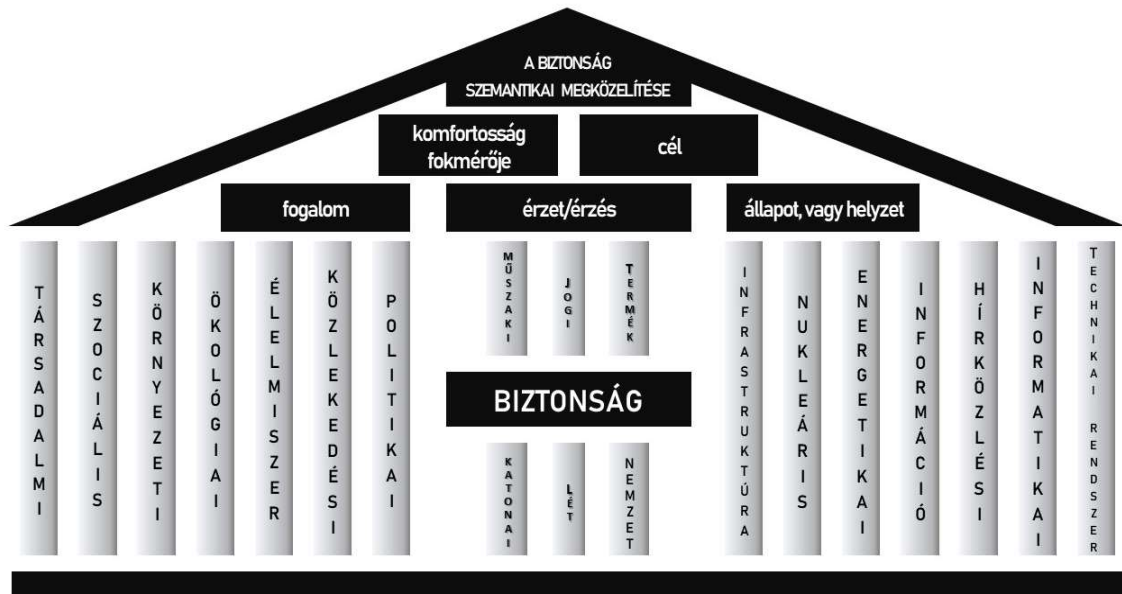 A BIZTONSÁG
SZEMANTIKAI MEGKÖZELÍTÉSE
komfortosság
fokmérője
cél
fogalom
érzet/érzés
állapot, vagy helyzet
TÁRSADALMI
SZOCIÁLIS
KÖRNYEZETI
ÖKOLÓGIAI
ÉLELMISZER
KÖZLEKEDÉSI
POLITIKAI
MŰSZAKI
JOGI
TERMÉK
BIZTONSÁG
KATONAI
LÉT
NEMZET
INFRASTRUKTÚRA
NUKLEÁRIS
ENERGETIKAI
INFORMÁCIÓ
HÍRKÖZLÉSI
INFORMATIKAI
TECHNIKAI RENDSZER